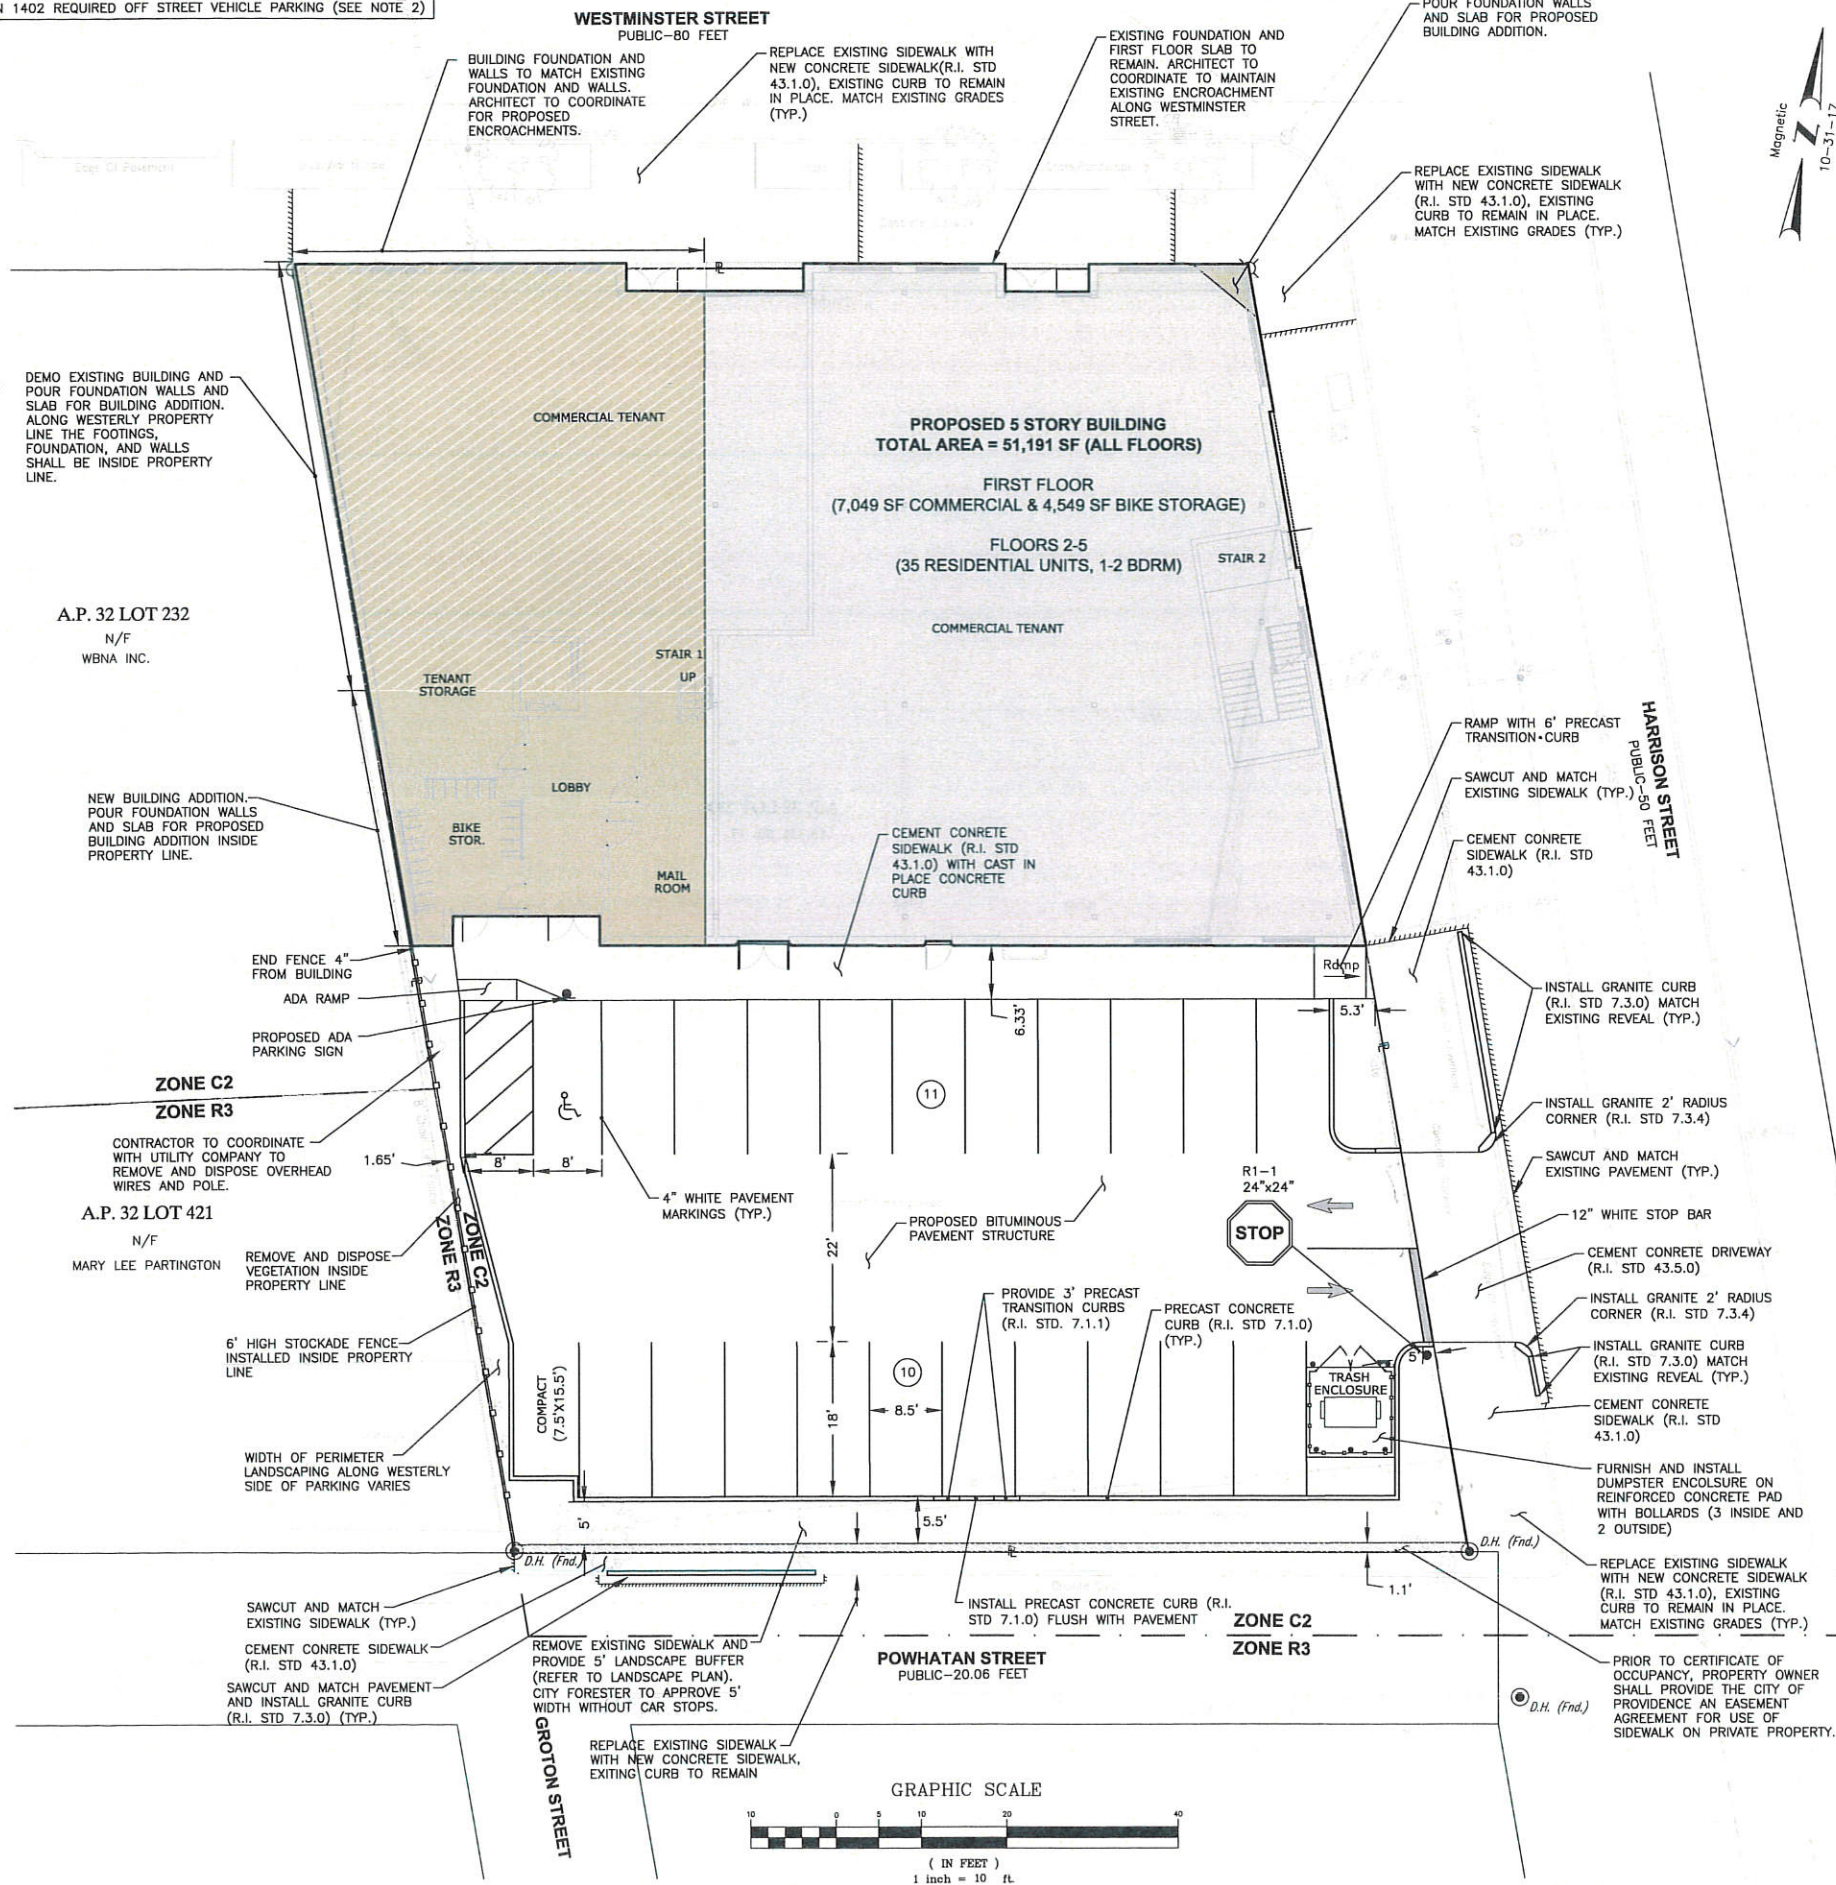 1402 REQUIRED OFF STREET VEHICLE PARKING (SEE NOTE 2)
WESTMINSTER STREET
PUBLIC-80 FEET
BUILDING FOUNDATION AND
WALLS TO MATCH EXISTING
FOUNDATION AND WALLS.
ARCHITECT TO COORDINATE
FOR PROPOSED
ENCROACHMENTS.
REPLACE EXISTING SIDEWALK WITH
NEW CONCRETE SIDEWALK(R.I. STD
43.1.0), EXISTING CURB TO REMAIN
IN PLACE. MATCH EXISTING GRADES
(TYP.)
EXISTING FOUNDATION AND
FIRST FLOOR SLAB TO
REMAIN. ARCHITECT TO
COORDINATE TO MAINTAIN
EXISTING ENCROACHMENT
ALONG WESTMINSTER
STREET.
POUR FOUNDATION WALLS
AND SLAB FOR PROPOSED
BUILDING ADDITION.
Magnetic
10-31-17
REPLACE EXISTING SIDEWALK
WITH NEW CONCRETE SIDEWALK
(R.I. STD 43.1.0), EXISTING
CURB TO REMAIN IN PLACE.
MATCH EXISTING GRADES (TYP.)
DEMO EXISTING BUILDING AND
POUR FOUNDATION WALLS AND
SLAB FOR BUILDING ADDITION.
ALONG WESTERLY PROPERTY
LINE THE FOOTINGS,
FOUNDATION, AND WALLS
SHALL BE INSIDE PROPERTY
LINE.
COMMERCIAL TENANT
PROPOSED 5 STORY BUILDING
TOTAL AREA = 51,191 SF (ALL FLOORS)
FIRST FLOOR
(7,049 SF COMMERCIAL & 4,549 SF BIKE STORAGE)
FLOORS 2-5
(35 RESIDENTIAL UNITS, 1-2 BDRM)
STAIR 2
COMMERCIAL TENANT
A.P. 32 LOT 232
N/F
WBNA INC.
STAIR 1
UP
TENANT
STORAGE
LOBBY
BIKE
STOR.
MAIL
ROOM
NEW BUILDING ADDITION.
POUR FOUNDATION WALLS
AND SLAB FOR PROPOSED
BUILDING ADDITION INSIDE
PROPERTY LINE.
CEMENT CONRETE
SIDEWALK (R.I. STD
43.1.0) WITH CAST IN
PLACE CONCRETE
CURB
RAMP WITH 6' PRECAST
TRANSITION CURB
SAWCUT AND MATCH
EXISTING SIDEWALK (TYP.)
HARRISON STREET
PUBLIC-50 FEET
CEMENT CONRETE
SIDEWALK (R.I. STD
43.1.0)
END FENCE 4"
FROM BUILDING
ADA RAMP
PROPOSED ADA
PARKING SIGN
Ramp
6.33'
5.3'
INSTALL GRANITE CURB
(R.I. STD 7.3.0) MATCH
EXISTING REVEAL (TYP.)
ZONE C2
ZONE R3
11
INSTALL GRANITE 2' RADIUS
CORNER (R.I. STD 7.3.4)
CONTRACTOR TO COORDINATE
WITH UTILITY COMPANY TO
REMOVE AND DISPOSE OVERHEAD
WIRES AND POLE.
1.65'
8'
8'
SAWCUT AND MATCH
EXISTING PAVEMENT (TYP.)
4" WHITE PAVEMENT
MARKINGS (TYP.)
R1-1
24"x24"
STOP
A.P. 32 LOT 421
N/F
MARY LEE PARTINGTON
ZONE C2
ZONE R3
PROPOSED BITUMINOUS
PAVEMENT STRUCTURE
22'
12" WHITE STOP BAR
REMOVE AND DISPOSE
VEGETATION INSIDE
PROPERTY LINE
CEMENT CONRETE DRIVEWAY
(R.I. STD 43.5.0)
PROVIDE 3' PRECAST
TRANSITION CURBS
(R.I. STD. 7.1.1)
PRECAST CONCRETE
CURB (R.I. STD 7.1.0)
(TYP.)
INSTALL GRANITE 2' RADIUS
CORNER (R.I. STD 7.3.4)
6' HIGH STOCKADE FENCE
INSTALLED INSIDE PROPERTY
LINE
INSTALL GRANITE CURB
(R.I. STD 7.3.0) MATCH
EXISTING REVEAL (TYP.)
COMPACT
(7.5'X15.5')
10
8.5'
18'
5'
TRASH
ENCLOSURE
CEMENT CONRETE
SIDEWALK (R.I. STD
43.1.0)
WIDTH OF PERIMETER
LANDSCAPING ALONG WESTERLY
SIDE OF PARKING VARIES
FURNISH AND INSTALL
DUMPSTER ENCOLSURE ON
REINFORCED CONCRETE PAD
WITH BOLLARDS (3 INSIDE AND
2 OUTSIDE)
5'
5.5'
D.H. (Fnd.)
D.H. (Fnd.)
1.1'
REPLACE EXISTING SIDEWALK
WITH NEW CONCRETE SIDEWALK
(R.I. STD 43.1.0), EXISTING
CURB TO REMAIN IN PLACE.
MATCH EXISTING GRADES (TYP.)
SAWCUT AND MATCH
EXISTING SIDEWALK (TYP.)
INSTALL PRECAST CONCRETE CURB (R.I.
STD 7.1.0) FLUSH WITH PAVEMENT
ZONE C2
ZONE R3
CEMENT CONRETE SIDEWALK
(R.I. STD 43.1.0)
SAWCUT AND MATCH PAVEMENT
AND INSTALL GRANITE CURB
(R.I. STD 7.3.0) (TYP.)
REMOVE EXISTING SIDEWALK AND
PROVIDE 5' LANDSCAPE BUFFER
(REFER TO LANDSCAPE PLAN).
CITY FORESTER TO APPROVE 5'
WIDTH WITHOUT CAR STOPS.
POWHATAN STREET
PUBLIC-20.06 FEET
PRIOR TO CERTIFICATE OF
OCCUPANCY, PROPERTY OWNER
SHALL PROVIDE THE CITY OF
PROVIDENCE AN EASEMENT
AGREEMENT FOR USE OF
SIDEWALK ON PRIVATE PROPERTY.
D.H. (Fnd.)
GROTON STREET
REPLACE EXISTING SIDEWALK
WITH NEW CONCRETE SIDEWALK,
EXITING CURB TO REMAIN
GRAPHIC SCALE
10 0 5 10 20 40
( IN FEET )
1 inch = 10 ft.